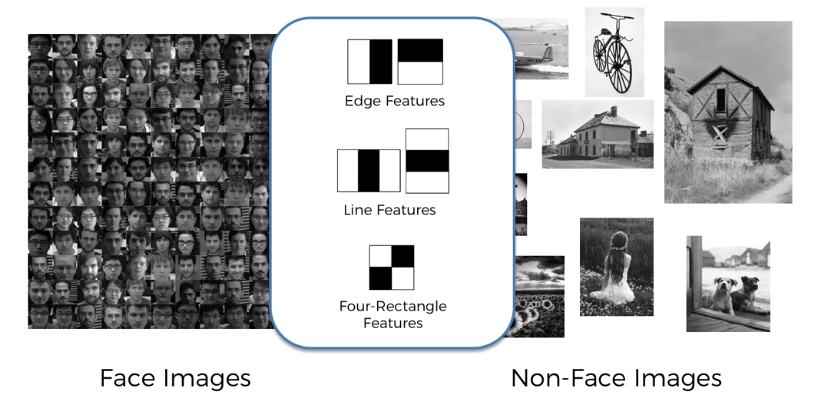 Edge Features
Line Features
Four-Rectangle
Features
Face Images
Non-Face Images